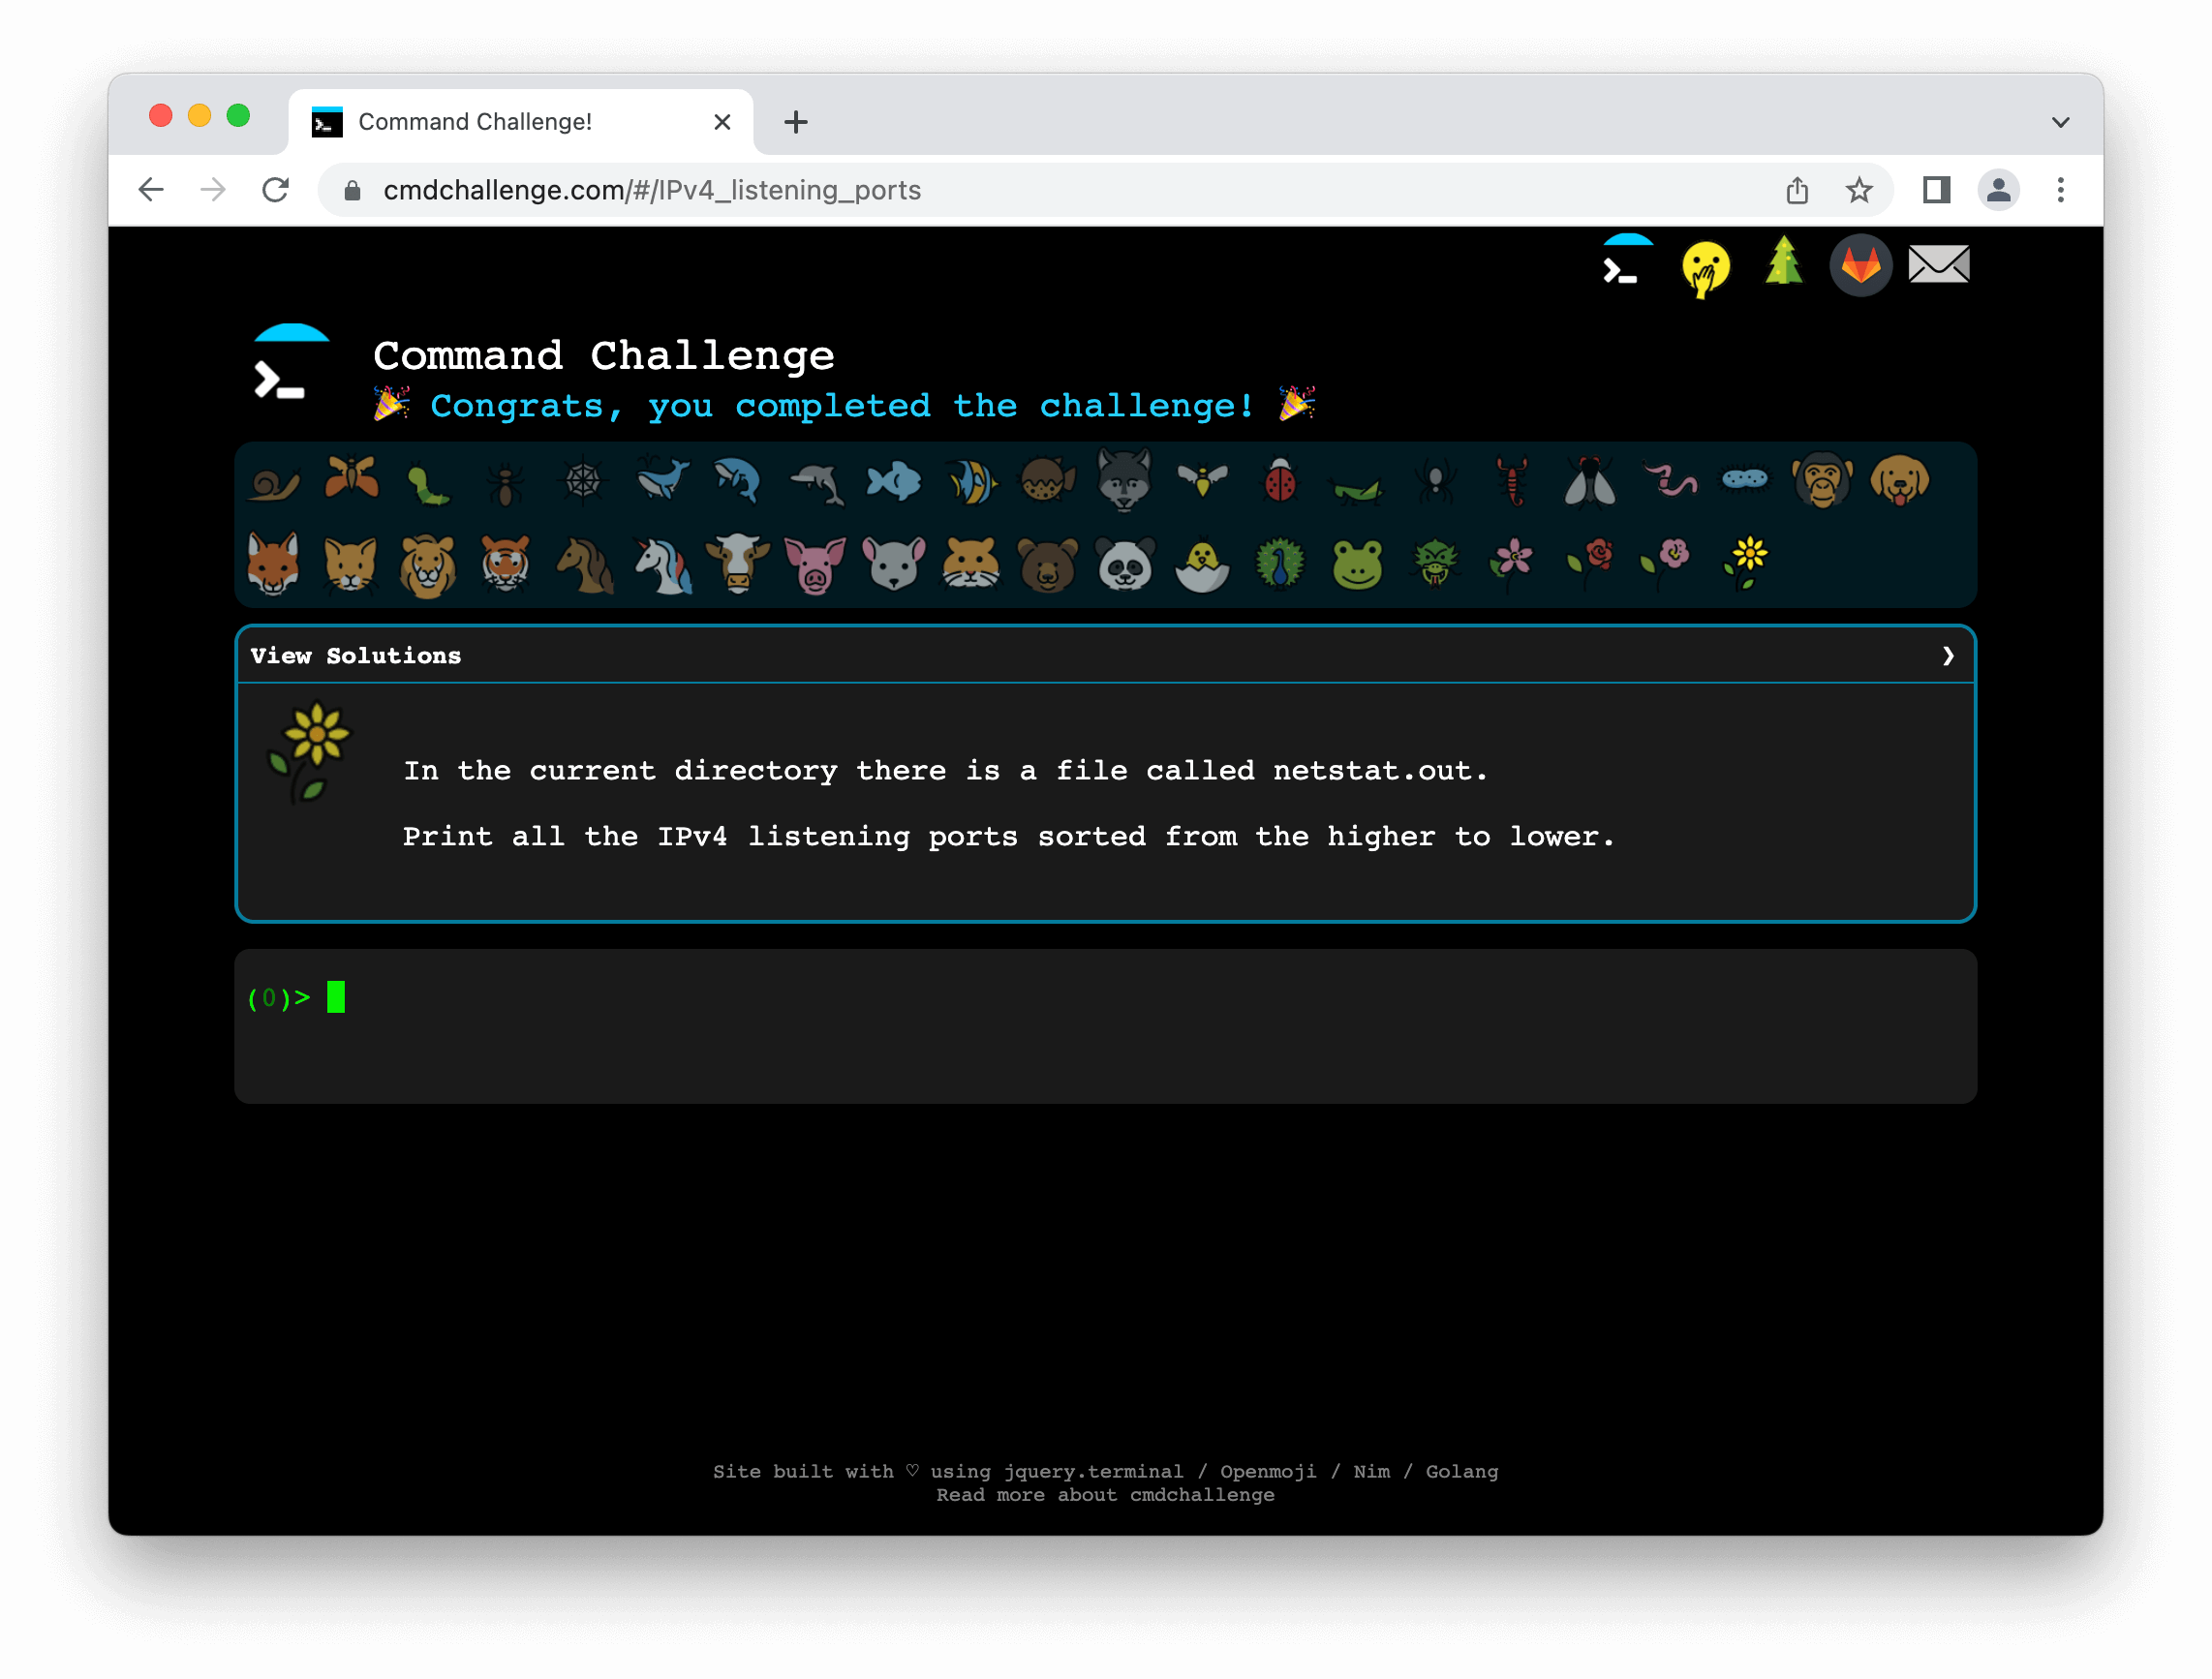 Command Challenge!
cmdchallenge.com/#/IPv4_listening_ports
Command Challenge
🎉 Congrats, you completed the challenge! 🎉
View Solutions
In the current directory there is a file called netstat.out.
Print all the IPv4 listening ports sorted from the higher to lower.
(0)>
Site built with ♡ using jquery.terminal / Openmoji / Nim / Golang
Read more about cmdchallenge